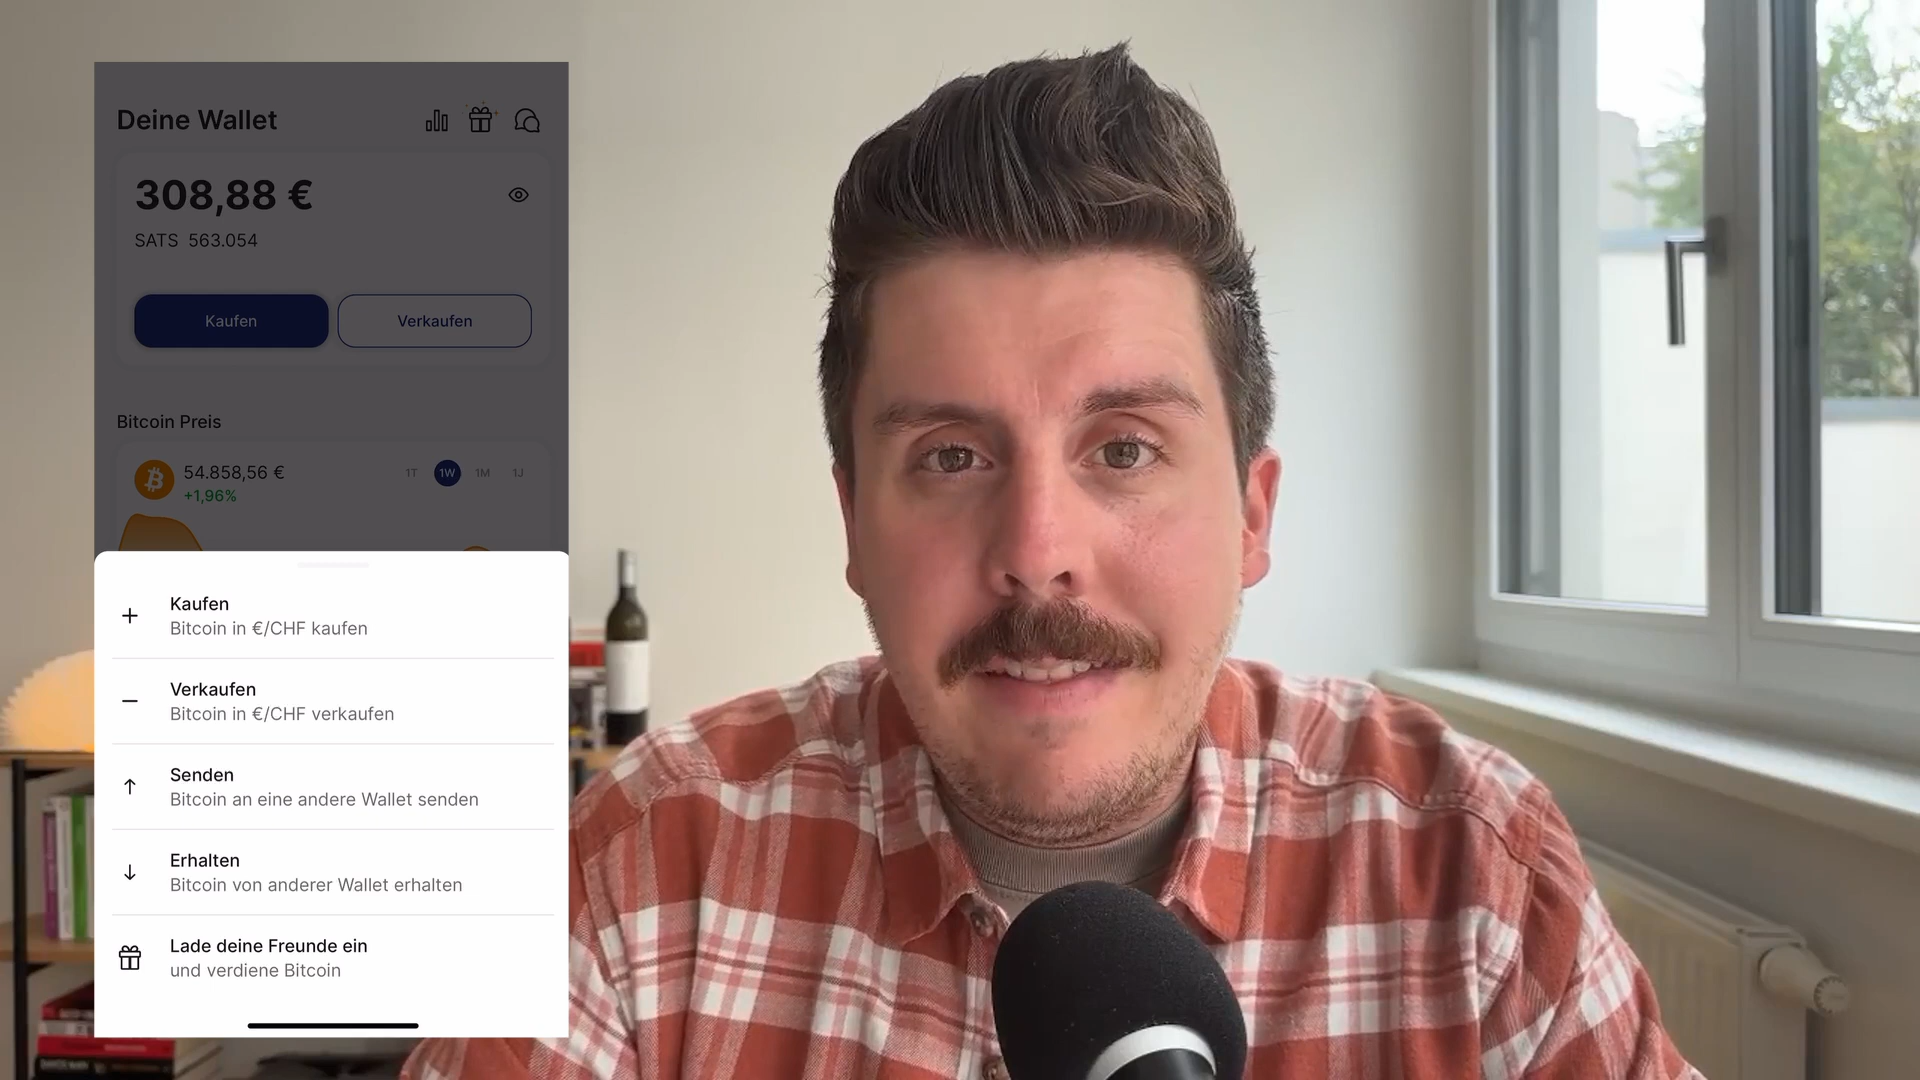 Deine Wallet
308,88 €
SATS 563.054
Kaufen
Verkaufen
Bitcoin Preis
54.858,56 €
1T
1W
1M
1J
+1,96%
Kaufen
Bitcoin in €/CHF kaufen
Verkaufen
Bitcoin in €/CHF verkaufen
Senden
Bitcoin an eine andere Wallet senden
Erhalten
Bitcoin von anderer Wallet erhalten
Lade deine Freunde ein
und verdiene Bitcoin